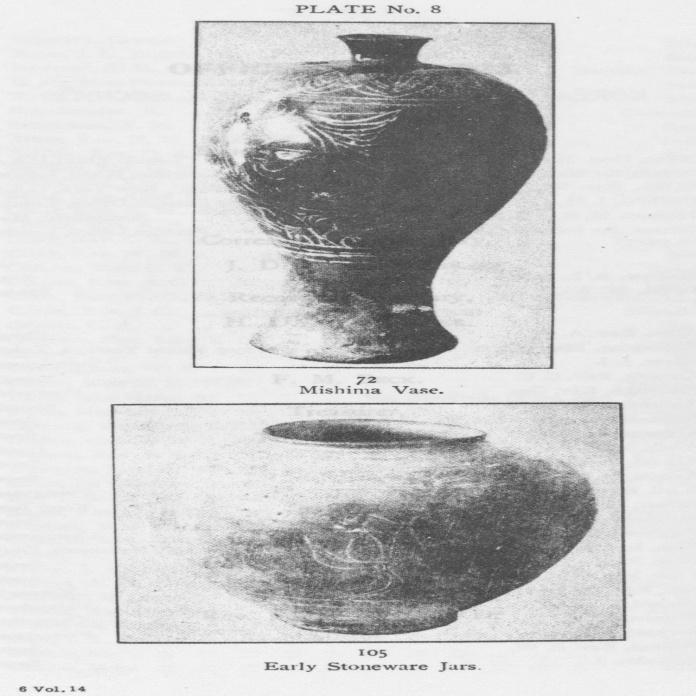 PLATE No. 8
72
Mishima Vase.
105
Early Stoneware Jars.
6 Vol. 14